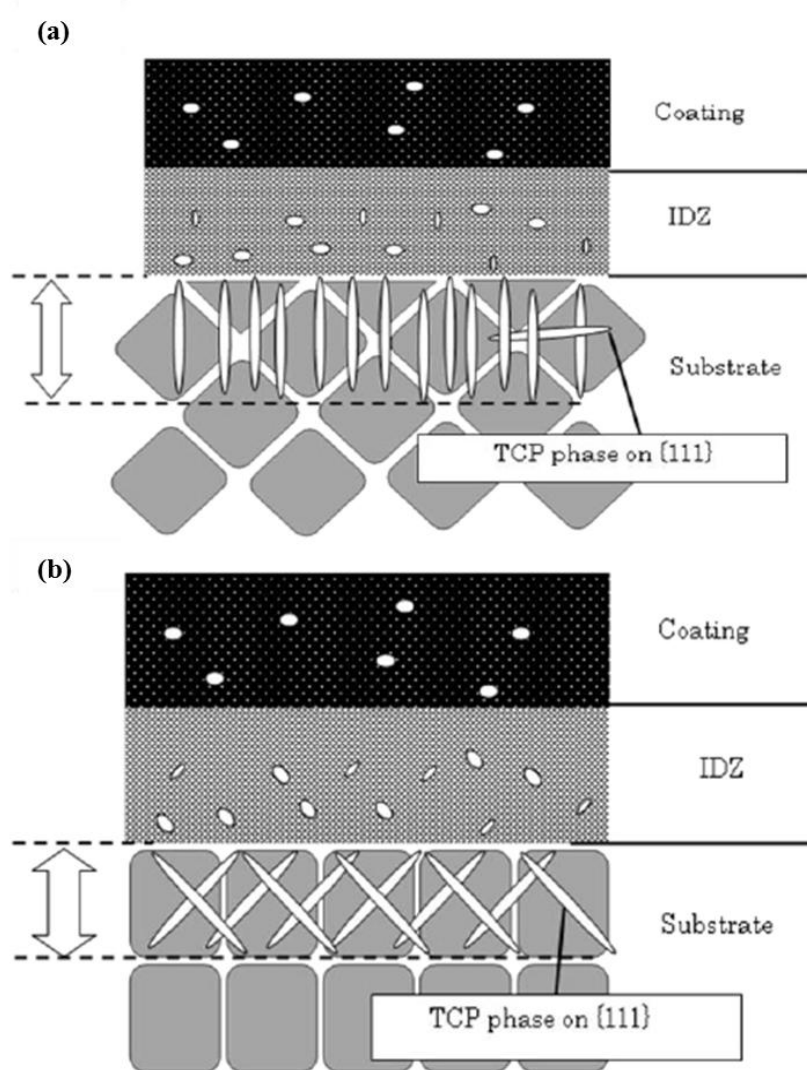 (a)
Coating
IDZ
Substrate
TCP phase on {111}
(b)
Coating
IDZ
Substrate
TCP phase on {111}